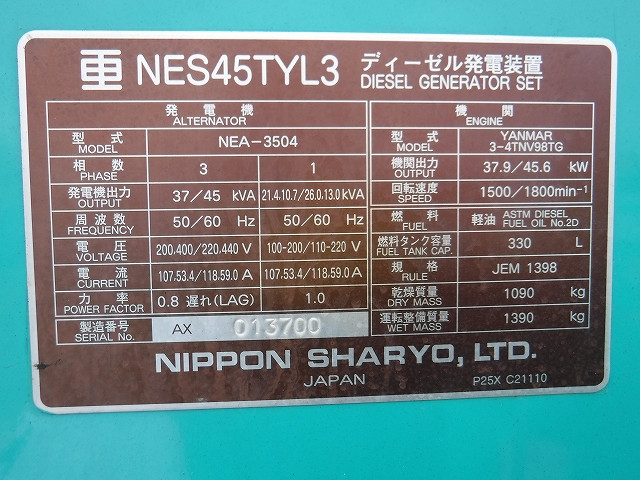 NES45TYL3 ディーゼル発電装置
DIESEL GENERATOR SET
発電機
ALTERNATOR
型式 MODEL NEA-3504
相数 PHASE 3 1
発電機出力 OUTPUT 37/45 kVA 21.4.10.7/26.0.13.0 kVA
周波数 FREQUENCY 50/60 Hz 50/60 Hz
電圧 VOLTAGE 200.400/220.440 V 100-200/110-220 V
電流 CURRENT 107.53.4/118.59.0 A 107.53.4/118.59.0 A
力率 POWER FACTOR 0.8 遅れ(LAG) 1.0
製造番号 SERIAL No. AX 013700
機関
ENGINE
型式 MODEL YANMAR 3-4TNV98TG
機関出力 OUTPUT 37.9/45.6 kW
回転速度 SPEED 1500/1800min⁻¹
燃料 FUEL 軽油 ASTM DIESEL FUEL OIL No.2D
燃料タンク容量 FUEL TANK CAP. 330 L
規格 RULE JEM 1398
乾燥質量 DRY MASS 1090 kg
運転整備質量 WET MASS 1390 kg
NIPPON SHARYO, LTD.
JAPAN
P25X C21110